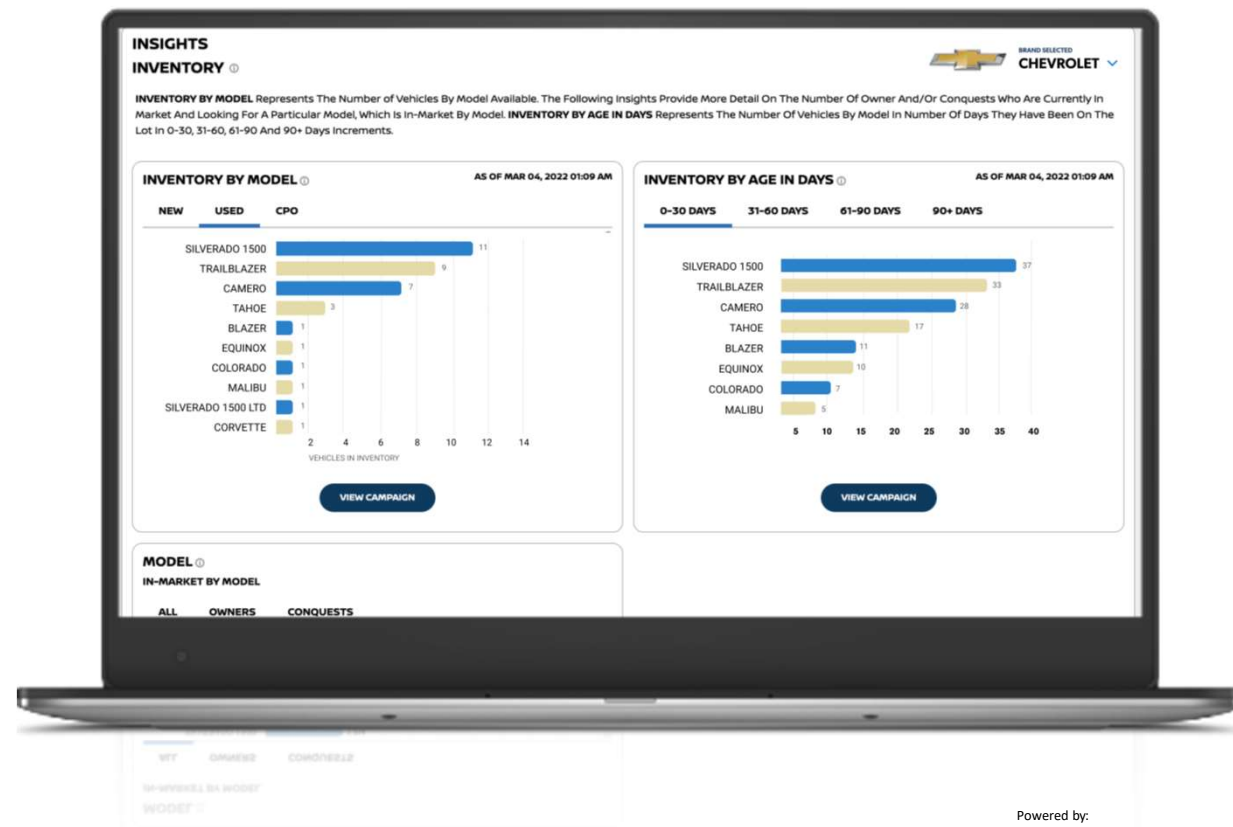 INSIGHTS
INVENTORY
BRAND SELECTED
CHEVROLET
INVENTORY BY MODEL Represents The Number of Vehicles By Model Available. The Following Insights Provide More Detail On The Number Of Owner And/Or Conquests Who Are Currently In
Market And Looking For A Particular Model, Which Is In-Market By Model. INVENTORY BY AGE IN DAYS Represents The Number Of Vehicles By Model In Number Of Days They Have Been On The
Lot In 0-30, 31-60, 61-90 And 90+ Days Increments.
INVENTORY BY MODEL
AS OF MAR 04, 2022 01:09 AM
NEW USED CPO
SILVERADO 1500 11
TRAILBLAZER 9
CAMERO 7
TAHOE 3
BLAZER 1
EQUINOX 1
COLORADO 1
MALIBU 1
SILVERADO 1500 LTD 1
CORVETTE 1
2 4 6 8 10 12 14
VEHICLES IN INVENTORY
VIEW CAMPAIGN
INVENTORY BY AGE IN DAYS
AS OF MAR 04, 2022 01:09 AM
0-30 DAYS 31-60 DAYS 61-90 DAYS 90+ DAYS
SILVERADO 1500 37
TRAILBLAZER 33
CAMERO 28
TAHOE 17
BLAZER 11
EQUINOX 10
COLORADO 7
MALIBU 5
5 10 15 20 25 30 35 40
VIEW CAMPAIGN
MODEL
IN-MARKET BY MODEL
ALL OWNERS CONQUESTS
Powered by: